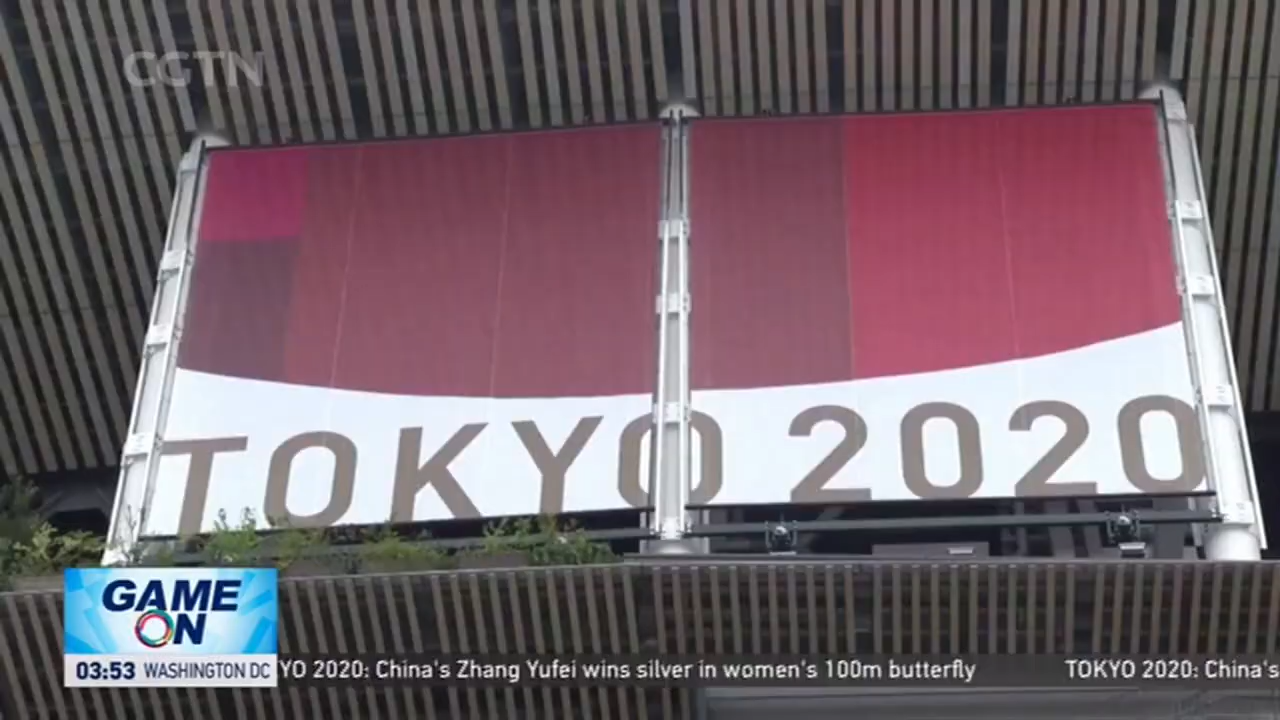 CGTN
TOKYO 2020
GAME
ON
03:53 WASHINGTON DC
YO 2020: China's Zhang Yufei wins silver in women's 100m butterfly TOKYO 2020: China's